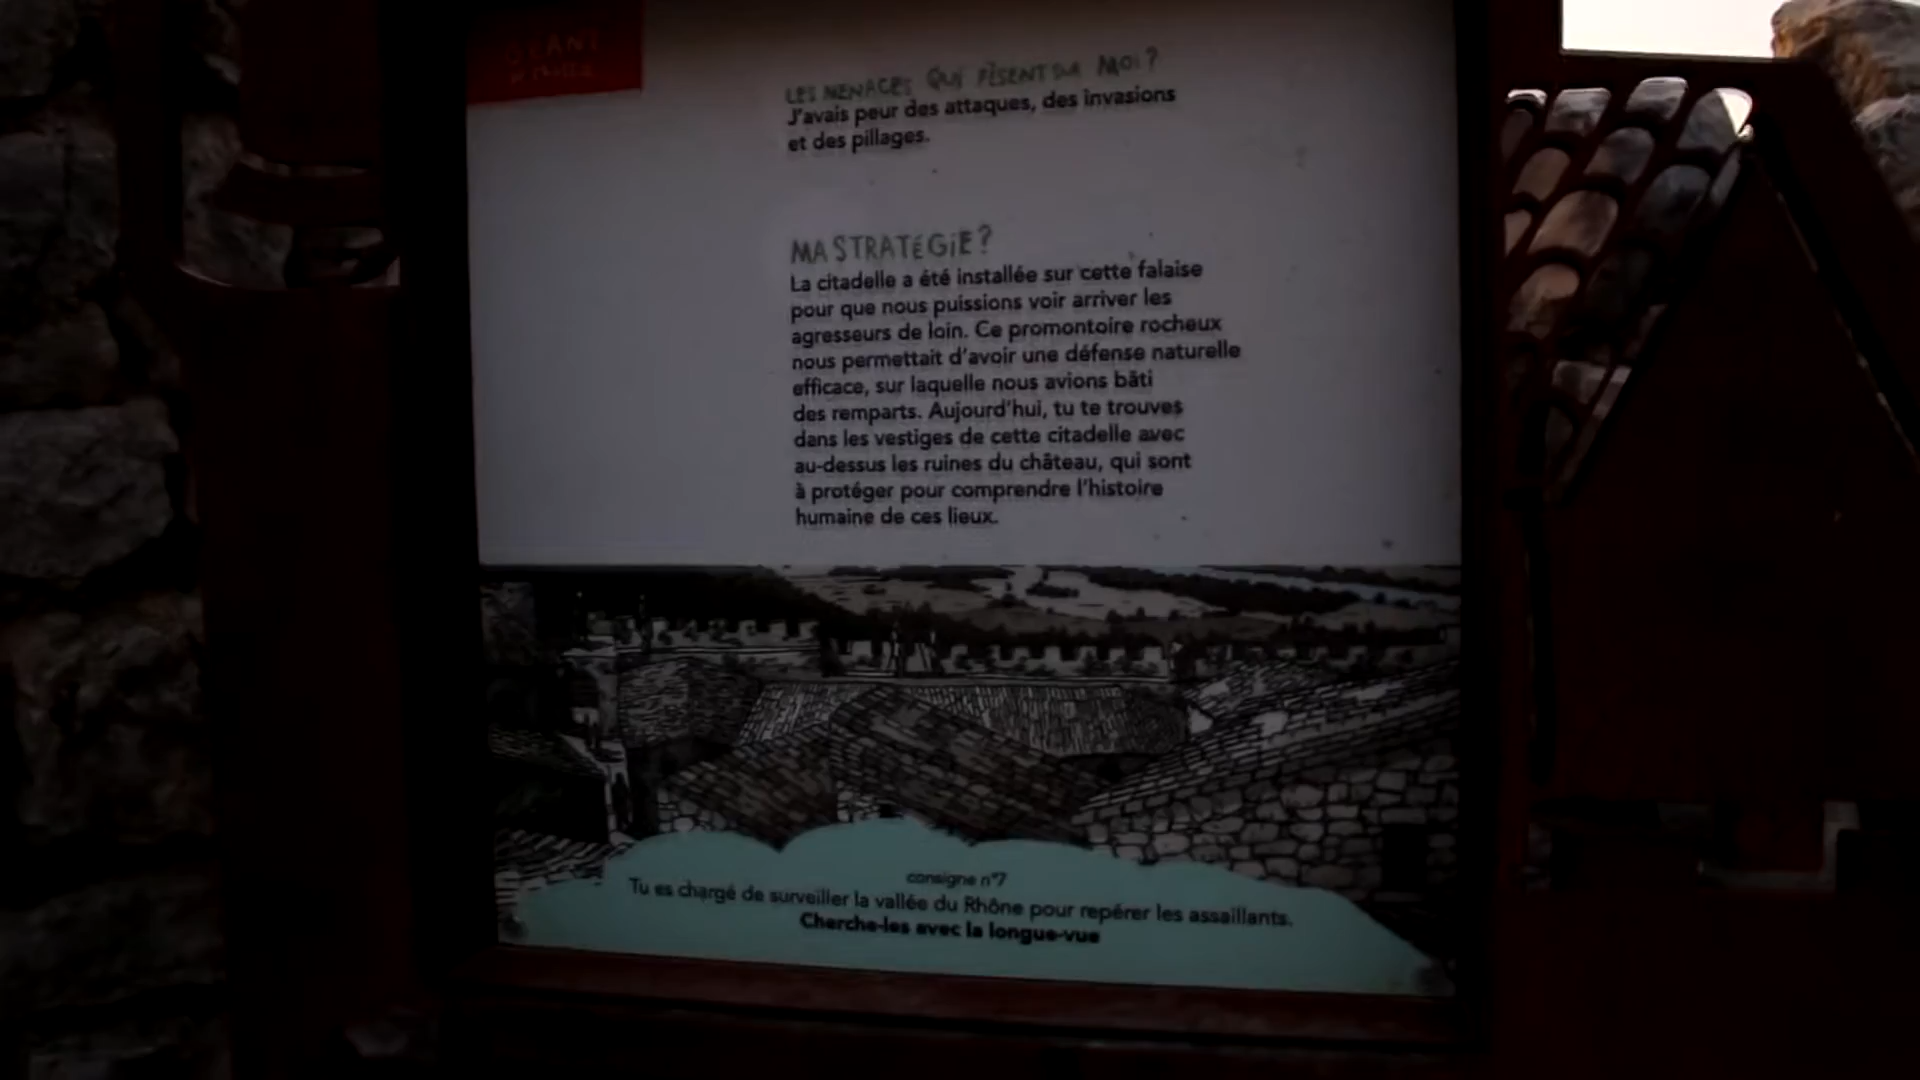 GÉANT
LES MENACES QUI PÈSENT SUR MOI ?
J'avais peur des attaques, des invasions
et des pillages.
MA STRATÉGIE ?
La citadelle a été installée sur cette falaise
pour que nous puissions voir arriver les
agresseurs de loin. Ce promontoire rocheux
nous permettait d'avoir une défense naturelle
efficace, sur laquelle nous avions bâti
des remparts. Aujourd'hui, tu te trouves
dans les vestiges de cette citadelle avec
au-dessus les ruines du château, qui sont
à protéger pour comprendre l'histoire
humaine de ces lieux.
consigne n°7
Tu es chargé de surveiller la vallée du Rhône pour repérer les assaillants.
Cherche-les avec la longue-vue